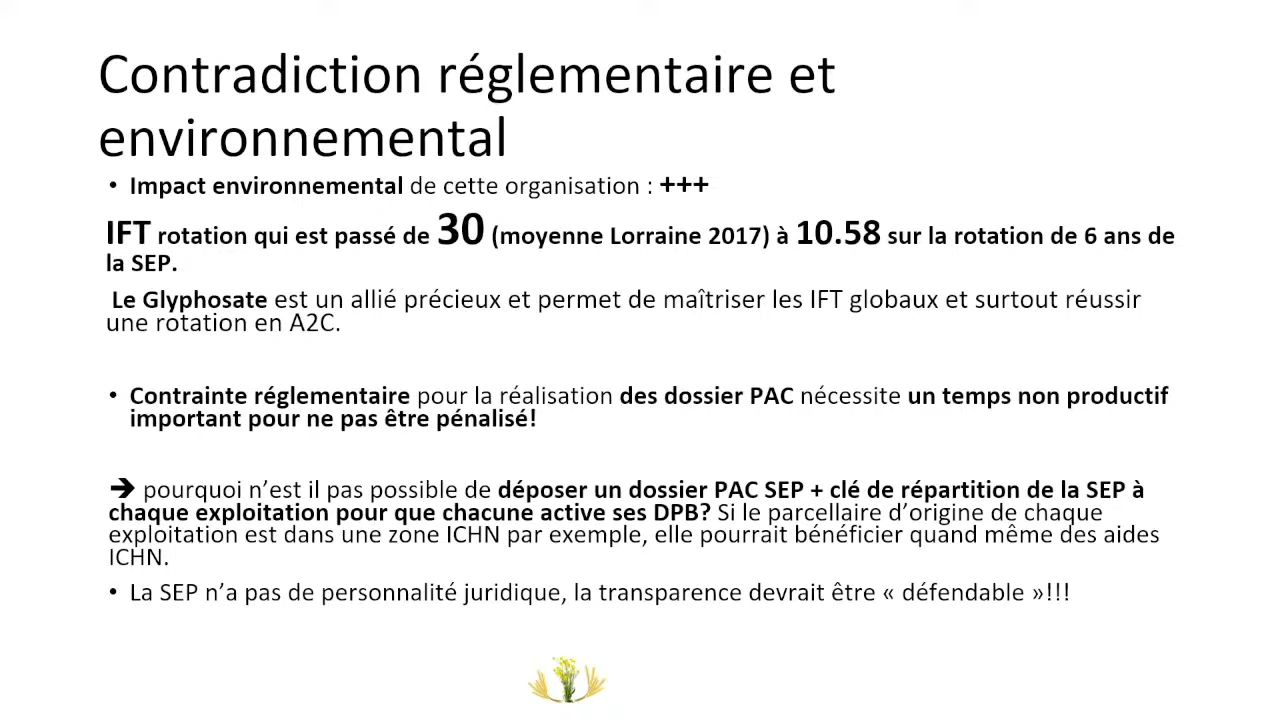 Contradiction réglementaire et
environnemental
• Impact environnemental de cette organisation : +++
IFT rotation qui est passé de 30 (moyenne Lorraine 2017) à 10.58 sur la rotation de 6 ans de
la SEP.
Le Glyphosate est un allié précieux et permet de maîtriser les IFT globaux et surtout réussir
une rotation en A2C.
• Contrainte réglementaire pour la réalisation des dossier PAC nécessite un temps non productif
important pour ne pas être pénalisé!
➔ pourquoi n’est il pas possible de déposer un dossier PAC SEP + clé de répartition de la SEP à
chaque exploitation pour que chacune active ses DPB? Si le parcellaire d’origine de chaque
exploitation est dans une zone ICHN par exemple, elle pourrait bénéficier quand même des aides
ICHN.
• La SEP n’a pas de personnalité juridique, la transparence devrait être « défendable »!!!